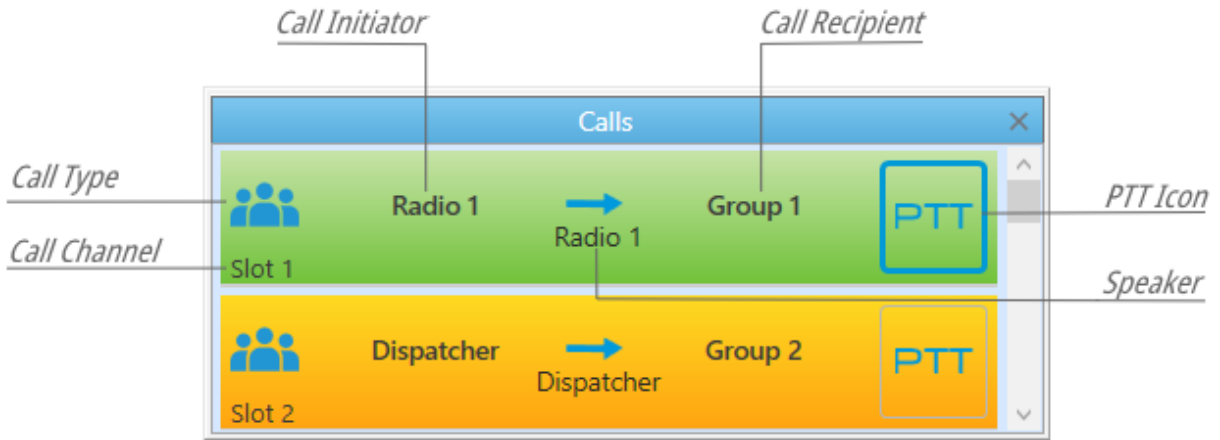 Call Initiator
Call Recipient
Calls
Call Type
Radio 1
Group 1
PTT
PTT Icon
Radio 1
Call Channel
Slot 1
Speaker
Dispatcher
Group 2
PTT
Dispatcher
Slot 2